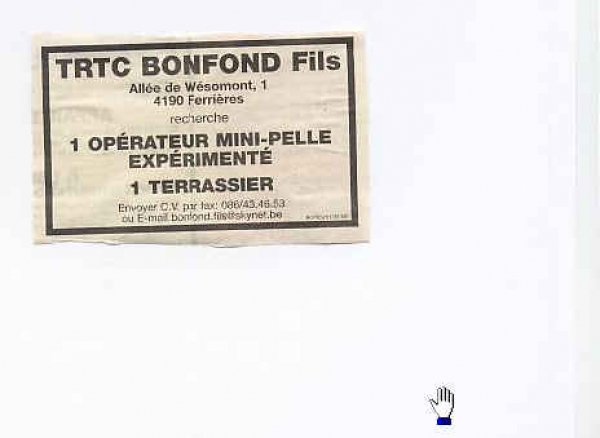 TRTC BONFOND Fils
Allée de Wésomont, 1
4190 Ferrières
recherche
1 OPÉRATEUR MINI-PELLE
EXPÉRIMENTÉ
1 TERRASSIER
Envoyer C.V. par fax: 086/43.46.53
ou E-mail bonfond.fils@skynet.be